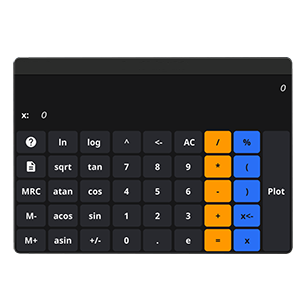 0
x: 0
? ln log ^ <- AC / %
sqrt tan 7 8 9 * (
MRC atan cos 4 5 6 - ) Plot
M- acos sin 1 2 3 + x<-
M+ asin +/- 0 . e = x